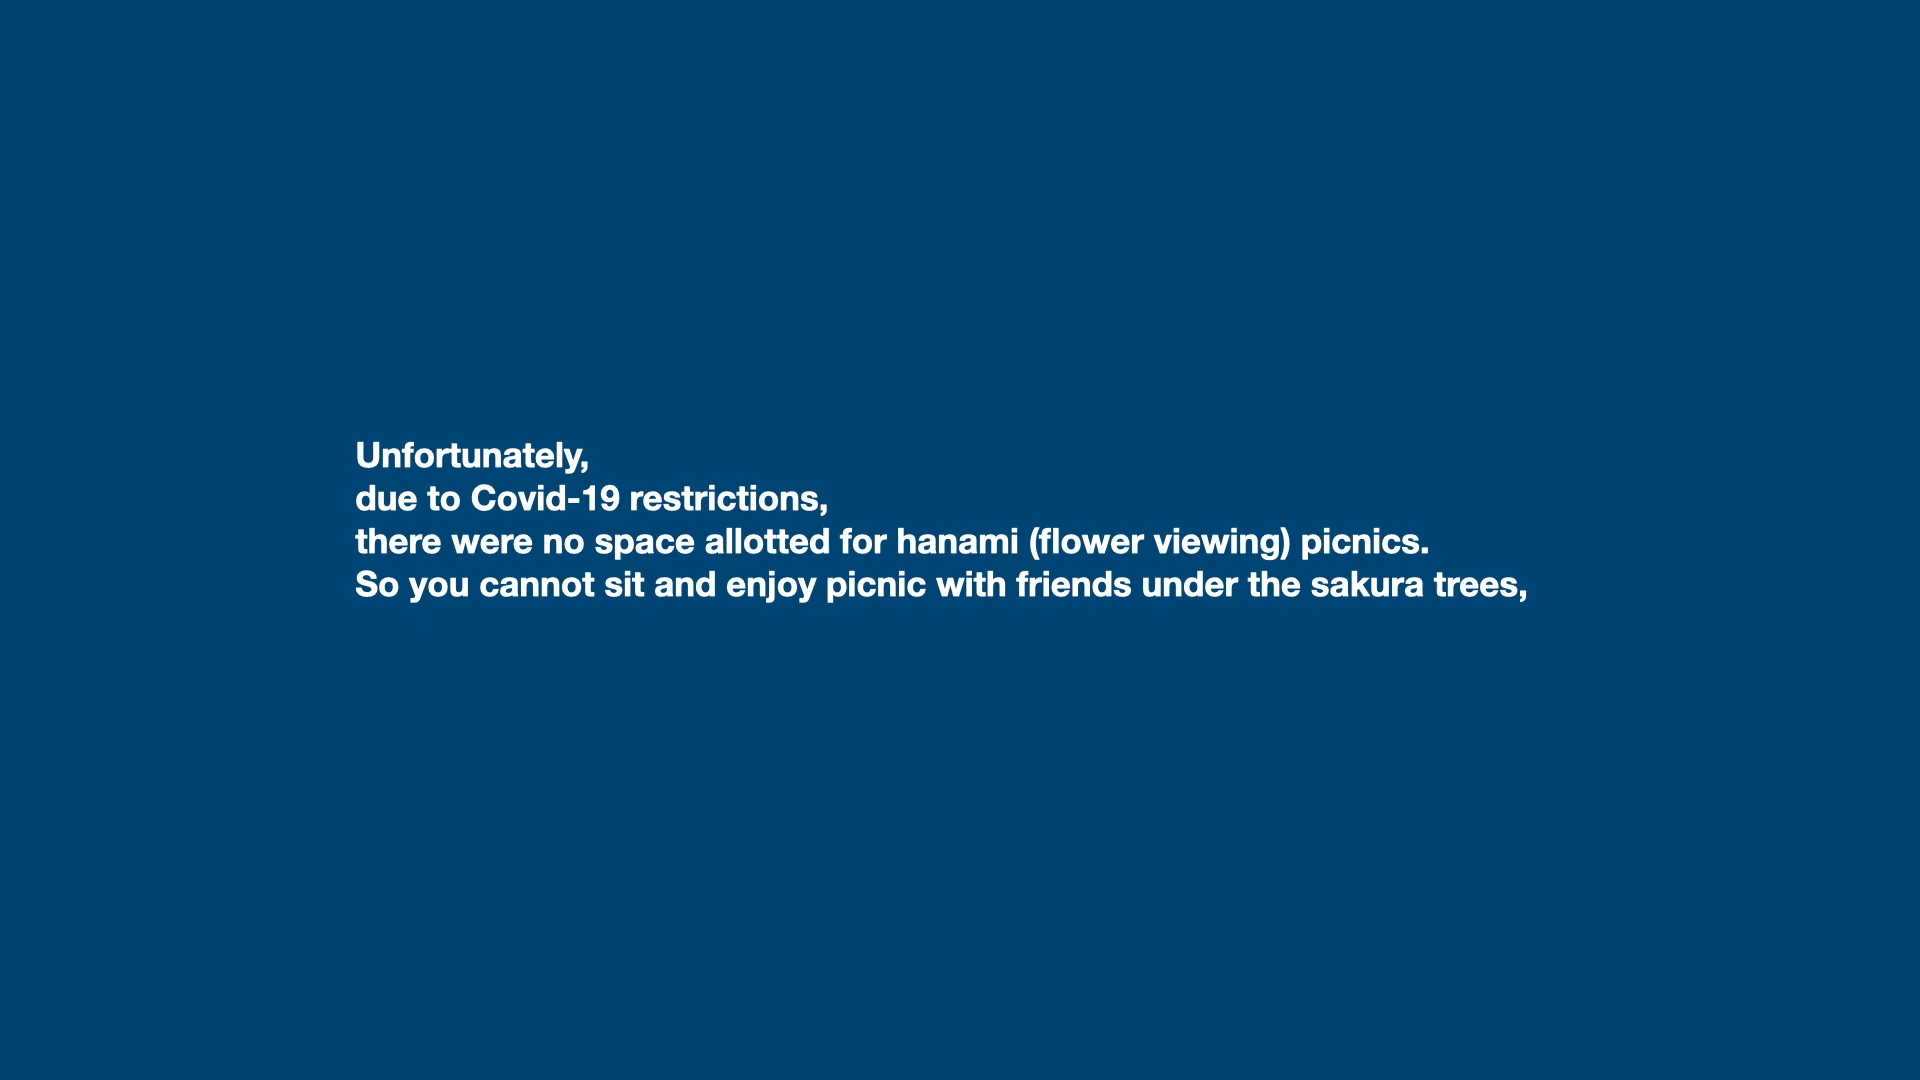 Unfortunately,
due to Covid-19 restrictions,
there were no space allotted for hanami (flower viewing) picnics.
So you cannot sit and enjoy picnic with friends under the sakura trees,